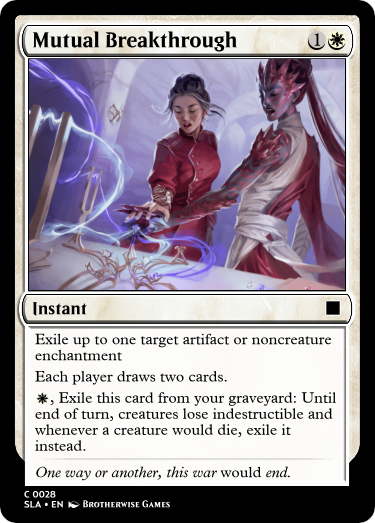 Mutual Breakthrough 1
Instant
Exile up to one target artifact or noncreature
enchantment
Each player draws two cards.
, Exile this card from your graveyard: Until
end of turn, creatures lose indestructible and
whenever a creature would die, exile it
instead.
One way or another, this war would end.
C 0028
SLA • EN Brotherwise Games